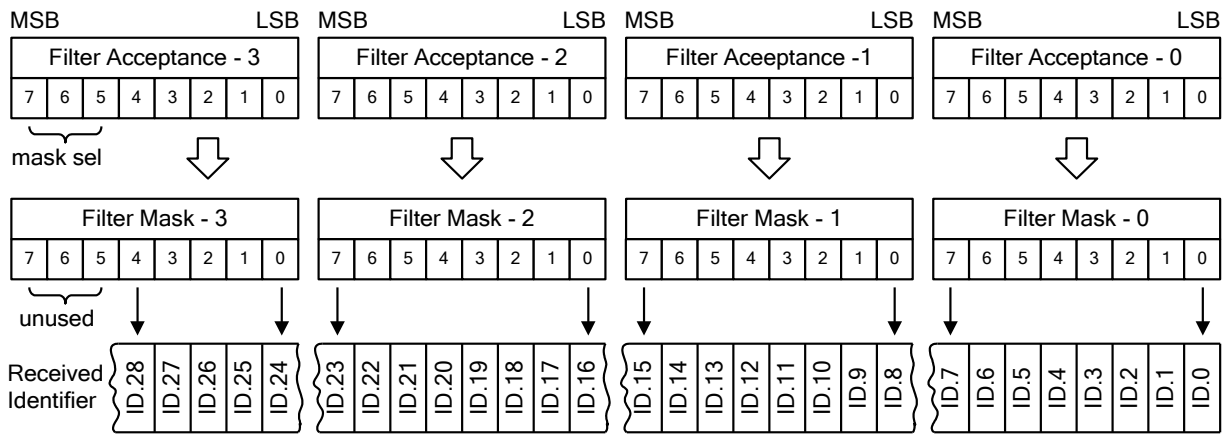 MSB LSB MSB LSB MSB LSB MSB LSB
Filter Acceptance - 3 Filter Acceptance - 2 Filter Aceeptance -1 Filter Acceptance - 0
7 6 5 4 3 2 1 0 7 6 5 4 3 2 1 0 7 6 5 4 3 2 1 0 7 6 5 4 3 2 1 0
mask sel
Filter Mask - 3 Filter Mask - 2 Filter Mask - 1 Filter Mask - 0
7 6 5 4 3 2 1 0 7 6 5 4 3 2 1 0 7 6 5 4 3 2 1 0 7 6 5 4 3 2 1 0
unused
Received
Identifier
ID.28 ID.27 ID.26 ID.25 ID.24 ID.23 ID.22 ID.21 ID.20 ID.19 ID.18 ID.17 ID.16 ID.15 ID.14 ID.13 ID.12 ID.11 ID.10 ID.9 ID.8 ID.7 ID.6 ID.5 ID.4 ID.3 ID.2 ID.1 ID.0